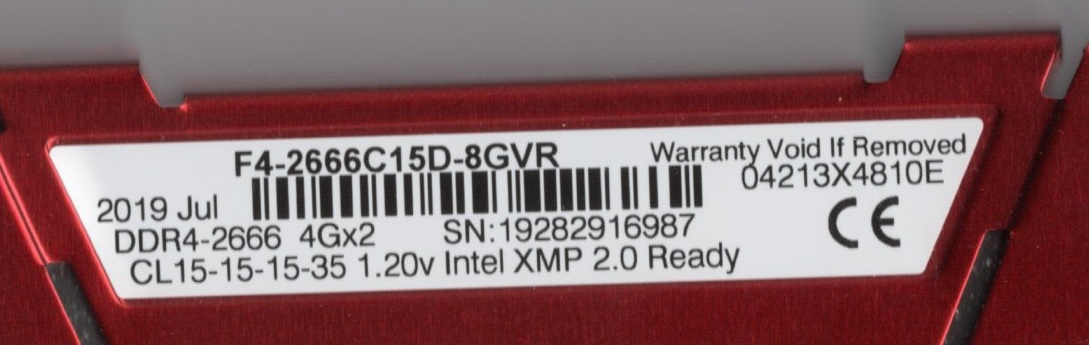 F4-2666C15D-8GVR
Warranty Void If Removed
04213X4810E
2019 Jul
DDR4-2666 4Gx2 SN:19282916987
CL15-15-15-35 1.20v Intel XMP 2.0 Ready
CE